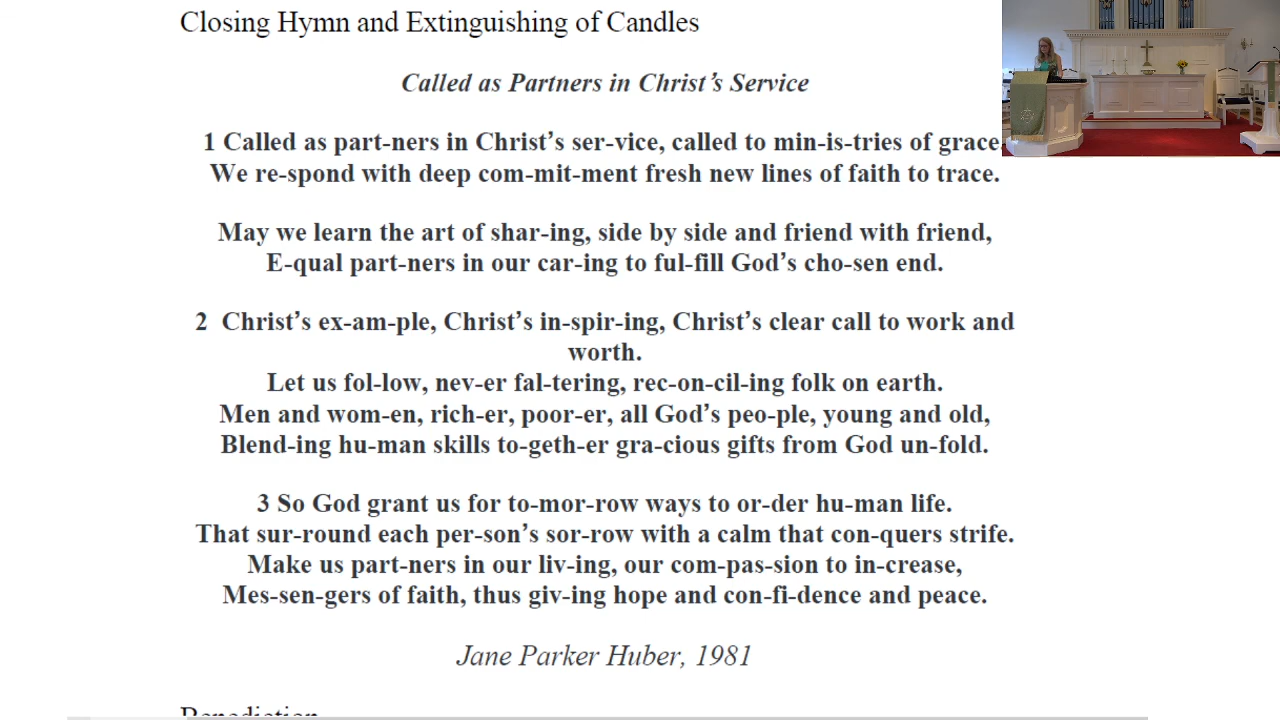 Closing Hymn and Extinguishing of Candles
Called as Partners in Christ's Service
1 Called as part-ners in Christ's ser-vice, called to min-is-tries of grace.
We re-spond with deep com-mit-ment fresh new lines of faith to trace.
May we learn the art of shar-ing, side by side and friend with friend,
E-qual part-ners in our car-ing to ful-fill God's cho-sen end.
2 Christ's ex-am-ple, Christ's in-spir-ing, Christ's clear call to work and
worth.
Let us fol-low, nev-er fal-tering, rec-on-cil-ing folk on earth.
Men and wom-en, rich-er, poor-er, all God's peo-ple, young and old,
Blend-ing hu-man skills to-geth-er gra-cious gifts from God un-fold.
3 So God grant us for to-mor-row ways to or-der hu-man life.
That sur-round each per-son's sor-row with a calm that con-quers strife.
Make us part-ners in our liv-ing, our com-pas-sion to in-crease,
Mes-sen-gers of faith, thus giv-ing hope and con-fi-dence and peace.
Jane Parker Huber, 1981
Benediction